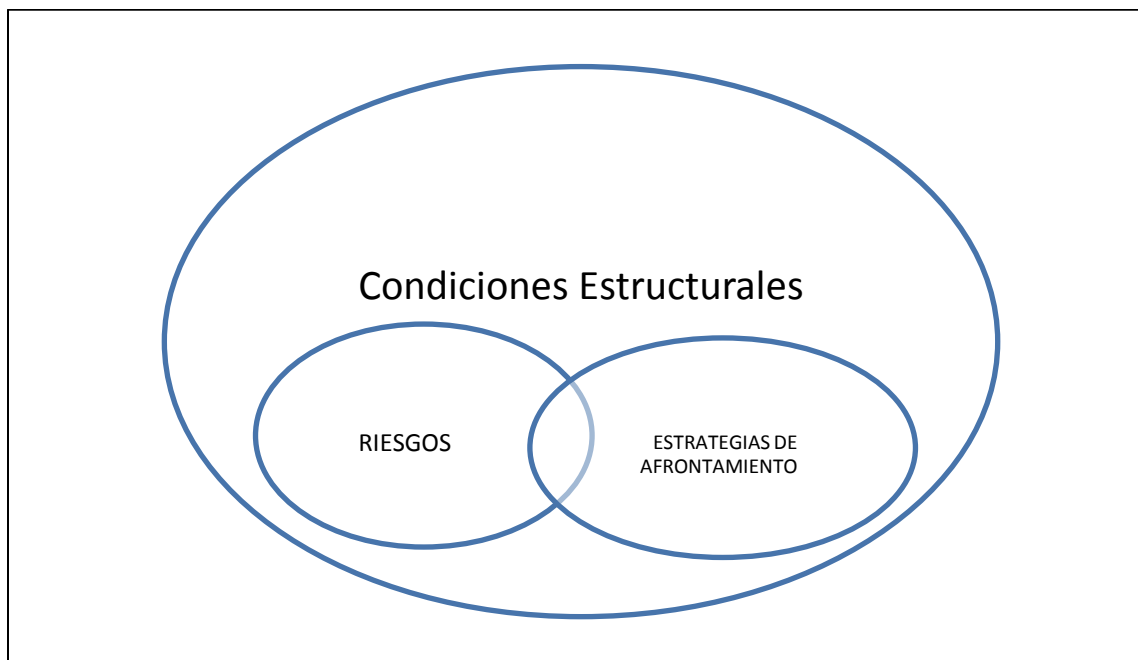 Condiciones Estructurales
RIESGOS
ESTRATEGIAS DE
AFRONTAMIENTO